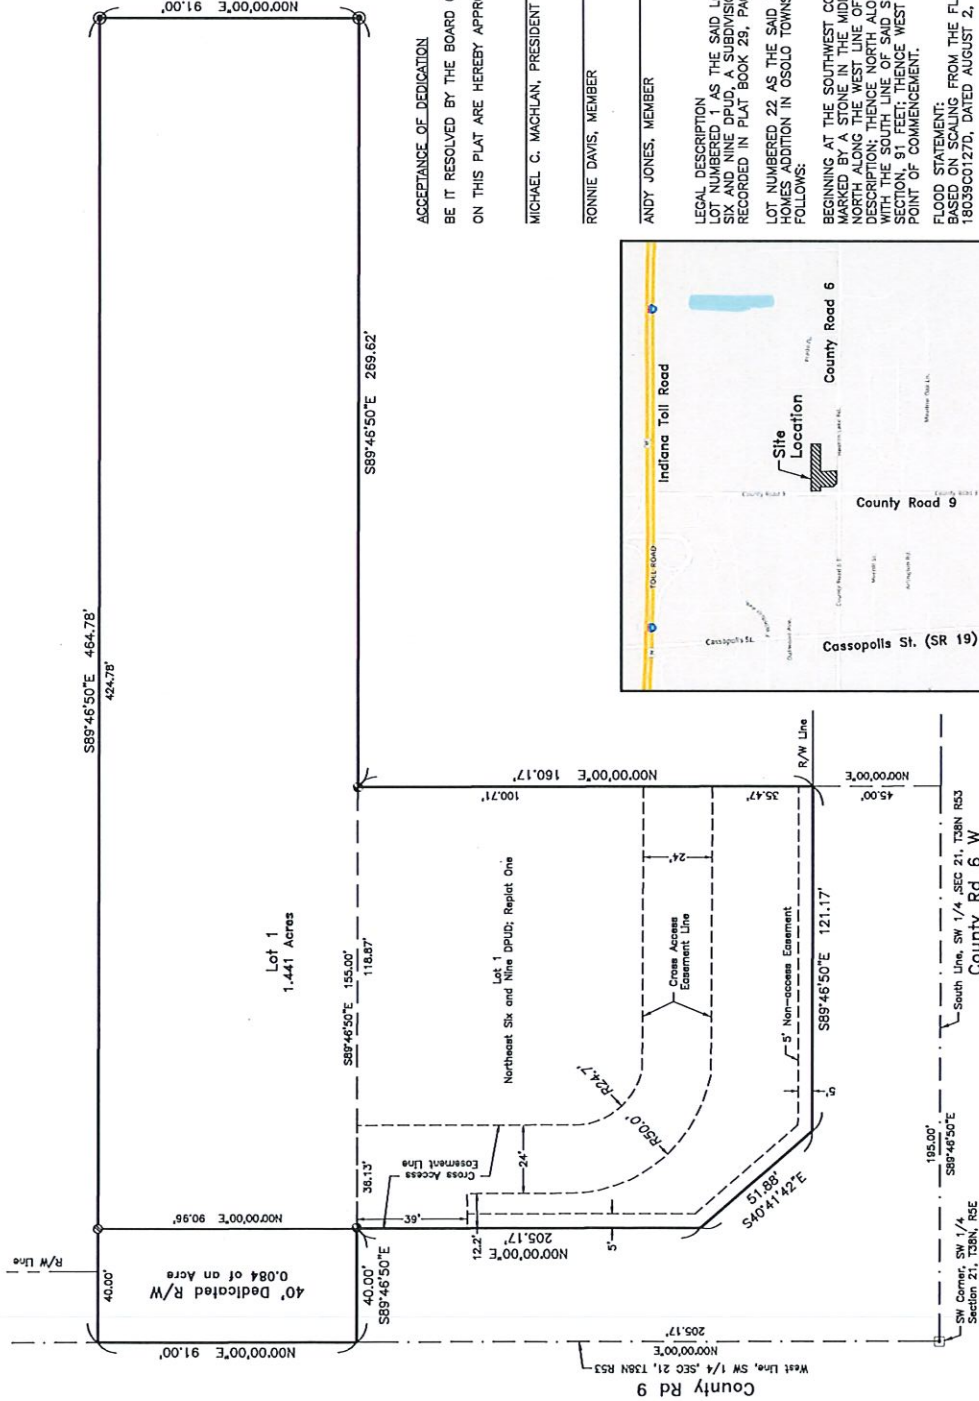 N00°00'00"E
91.00'
S89°46'50"E 464.78'
424.78'
S89°46'50"E 269.62'
Lot 1
1.441 Acres
R/W Line
40.00'
40' Dedicated R/W
0.084 of an Acre
N00°00'00"E
91.00'
N00°00'00"E 90.96'
40.00'
S89°46'50"E
S89°46'50"E 155.00'
38.13'
118.87'
Lot 1
Northeast Six and Nine DPUD; Replat One
Cross Access
Easement Line
39'
12.2'
24'
5'
N00°00'00"E
205.17'
R24.7'
R50.0'
Cross Access
Easement Line
24'
100.71'
N00°00'00"E 160.17'
35.47'
5' Non-access Easement
5'
S89°46'50"E 121.17'
51.88'
S40°41'42"E
R/W Line
N00°00'00"E
45.00'
205.17'
N00°00'00"E
West Line, SW 1/4 ,SEC 21, T38N R53
County Rd 9
195.00'
S89°46'50"E
South Line, SW 1/4 ,SEC 21, T38N R53
County Rd 6 W
SW Corner, SW 1/4
Section 21, T38N, R5E
ACCEPTANCE OF DEDICATION
BE IT RESOLVED BY THE BOARD
ON THIS PLAT ARE HEREBY
MICHAEL C. MACHLAN, PRESIDENT
RONNIE DAVIS, MEMBER
ANDY JONES, MEMBER
LEGAL DESCRIPTION
LOT NUMBERED 1 AS THE SAID
SIX AND NINE DPUD, A
RECORDED IN PLAT BOOK 29,
LOT NUMBERED 22 AS THE SAID
HOMES ADDITION IN OSOLO
FOLLOWS:
BEGINNING AT THE SOUTHWEST
MARKED BY A STONE IN THE
NORTH ALONG THE WEST LINE OF
DESCRIPTION; THENCE NORTH
WITH THE SOUTH LINE OF SAID
SECTION, 91 FEET; THENCE WEST
POINT OF COMMENCEMENT.
FLOOD STATEMENT:
BASED ON SCALING FROM THE
18039C0127D, DATED AUGUST 2,
Indiana Toll Road
TOLL ROAD
Site
Location
County Road 6
County Road 9
Cassopolis St.
Cassopolis St. (SR 19)